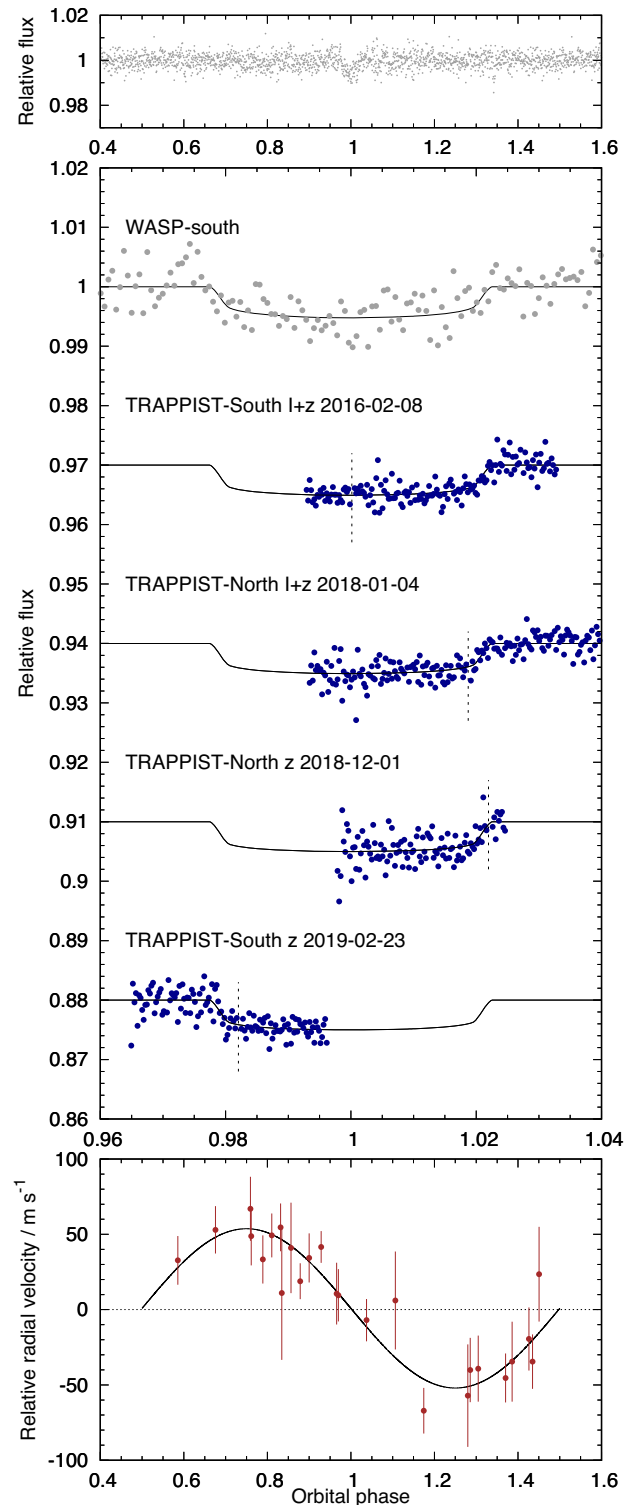 Relative flux
1.02
1
0.98
0.4 0.6 0.8 1 1.2 1.4 1.6
Relative flux
1.02
1.01
1
0.99
0.98
0.97
0.96
0.95
0.94
0.93
0.92
0.91
0.9
0.89
0.88
0.87
0.86
WASP-south
TRAPPIST-South I+z 2016-02-08
TRAPPIST-North I+z 2018-01-04
TRAPPIST-North z 2018-12-01
TRAPPIST-South z 2019-02-23
0.96 0.98 1 1.02 1.04
Relative radial velocity / m s⁻¹
100
50
0
-50
-100
0.4 0.6 0.8 1 1.2 1.4 1.6
Orbital phase